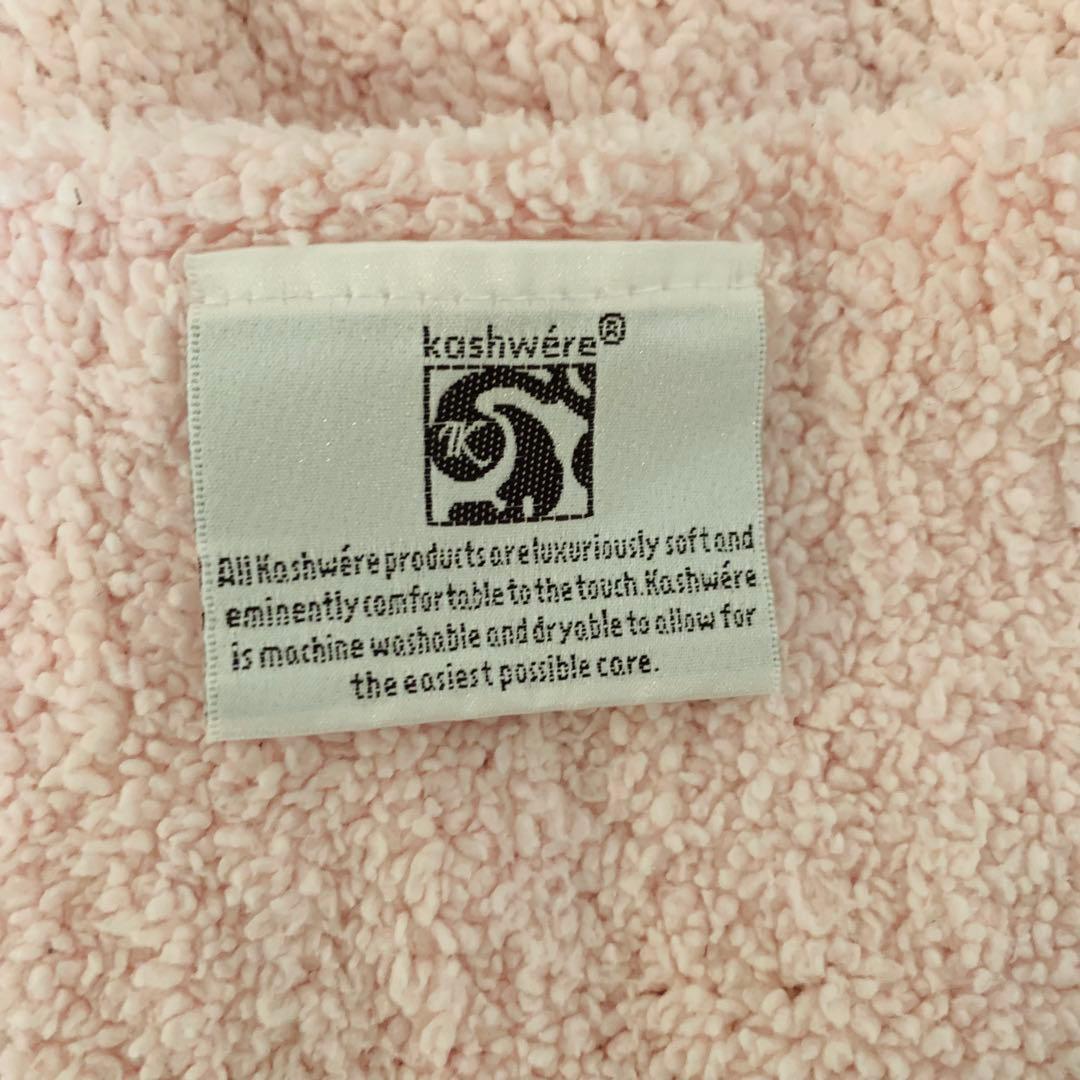 kashwére®
K
All Kashwére products are luxuriously soft and
eminently comfortable to the touch. Kashwére
is machine washable and dryable to allow for
the easiest possible care.